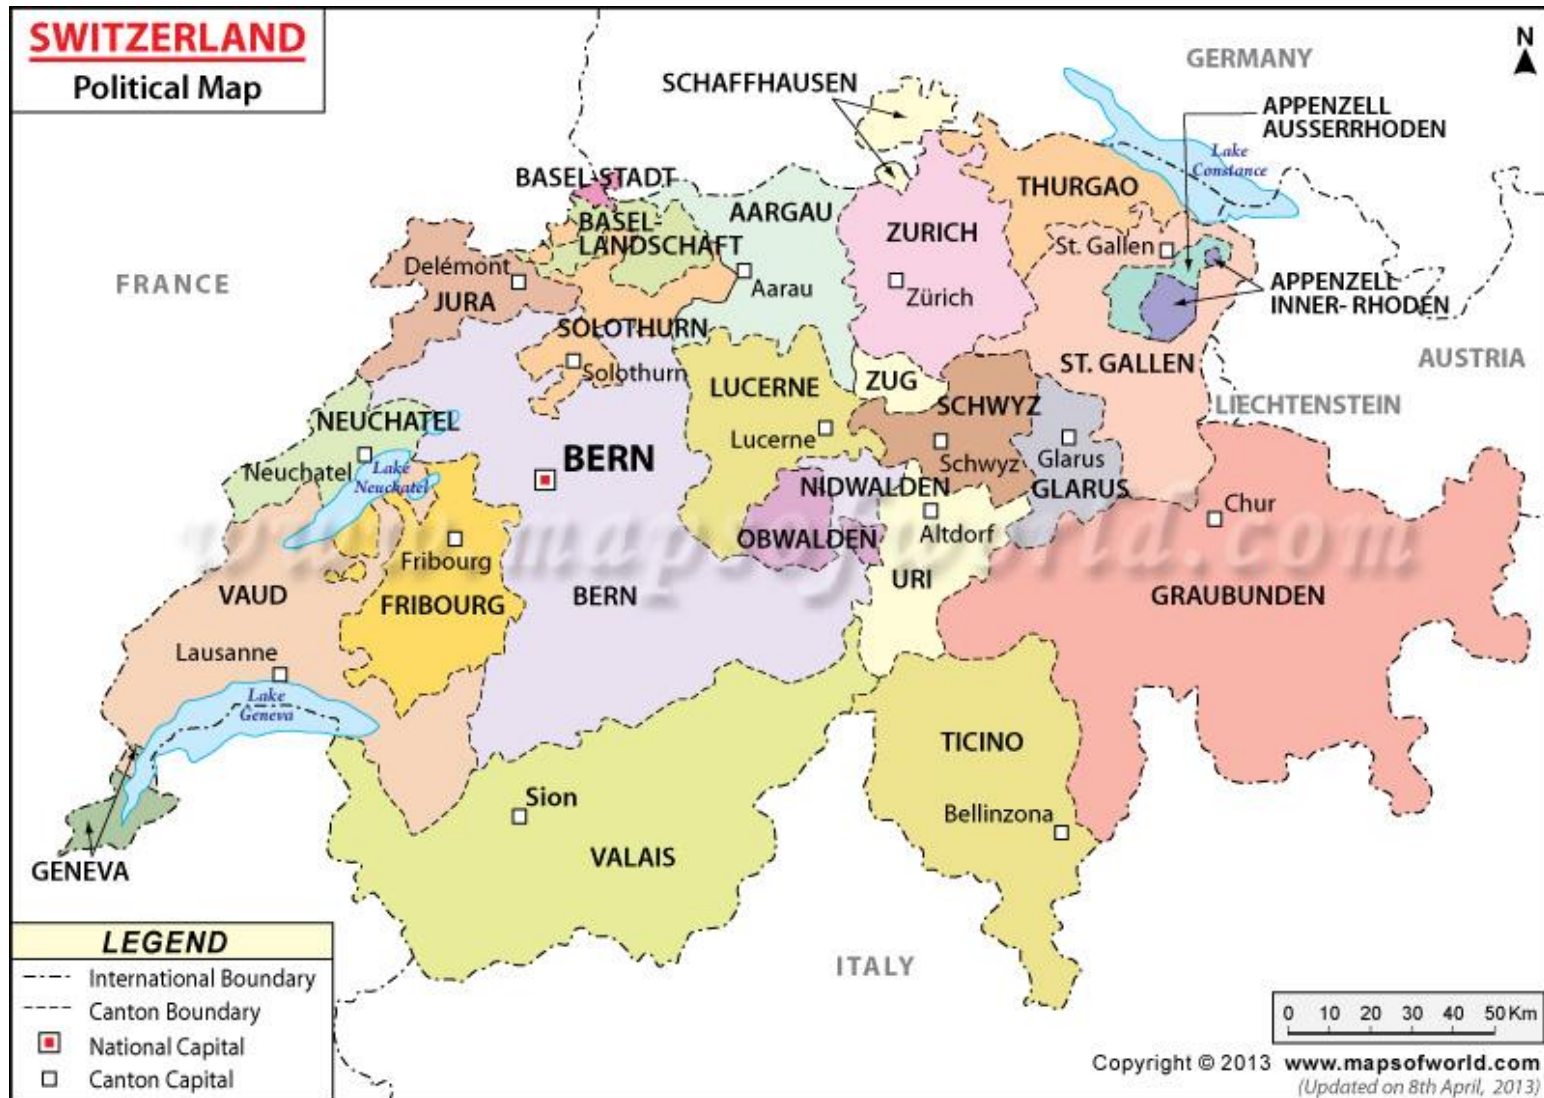 SWITZERLAND
Political Map
N
GERMANY
SCHAFFHAUSEN
APPENZELL
AUSSERRHODEN
Lake
Constance
BASEL-STADT
THURGAO
BASEL-
LANDSCHAFT
AARGAU
ZURICH
St. Gallen
Delémont
FRANCE
JURA
Aarau
Zürich
APPENZELL
INNER- RHODEN
SOLOTHURN
Solothurn
ST. GALLEN
AUSTRIA
LUCERNE
ZUG
SCHWYZ
LIECHTENSTEIN
NEUCHATEL
Neuchatel
Lake
Neuchatel
BERN
Lucerne
Schwyz
Glarus
GLARUS
NIDWALDEN
Chur
OBWALDEN
Altdorf
www.mapsofworld.com
Fribourg
FRIBOURG
VAUD
BERN
URI
GRAUBUNDEN
Lausanne
Lake
Geneva
TICINO
Sion
Bellinzona
VALAIS
GENEVA
ITALY
LEGEND
International Boundary
Canton Boundary
National Capital
Canton Capital
0 10 20 30 40 50 Km
Copyright © 2013 www.mapsofworld.com
(Updated on 8th April, 2013)